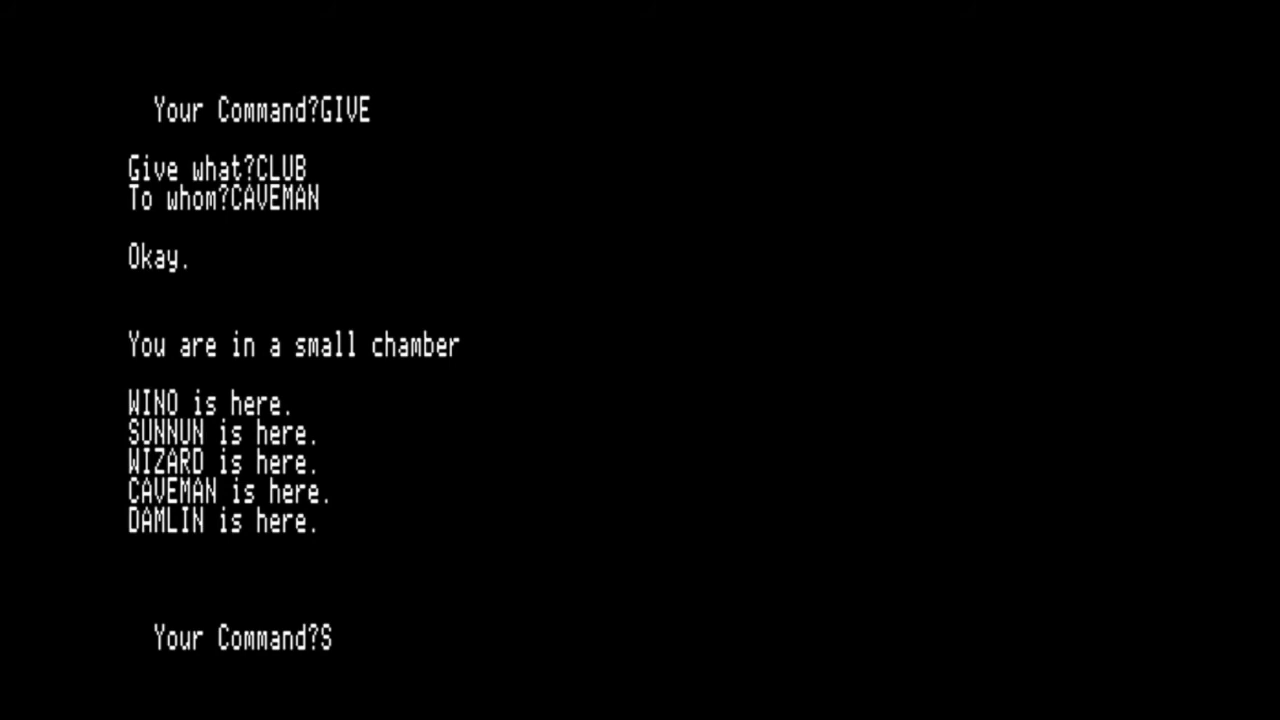 Your Command?GIVE
Give what?CLUB
To whom?CAVEMAN
Okay.
You are in a small chamber
WINO is here.
SUNNUN is here.
WIZARD is here.
CAVEMAN is here.
DAMLIN is here.
Your Command?S